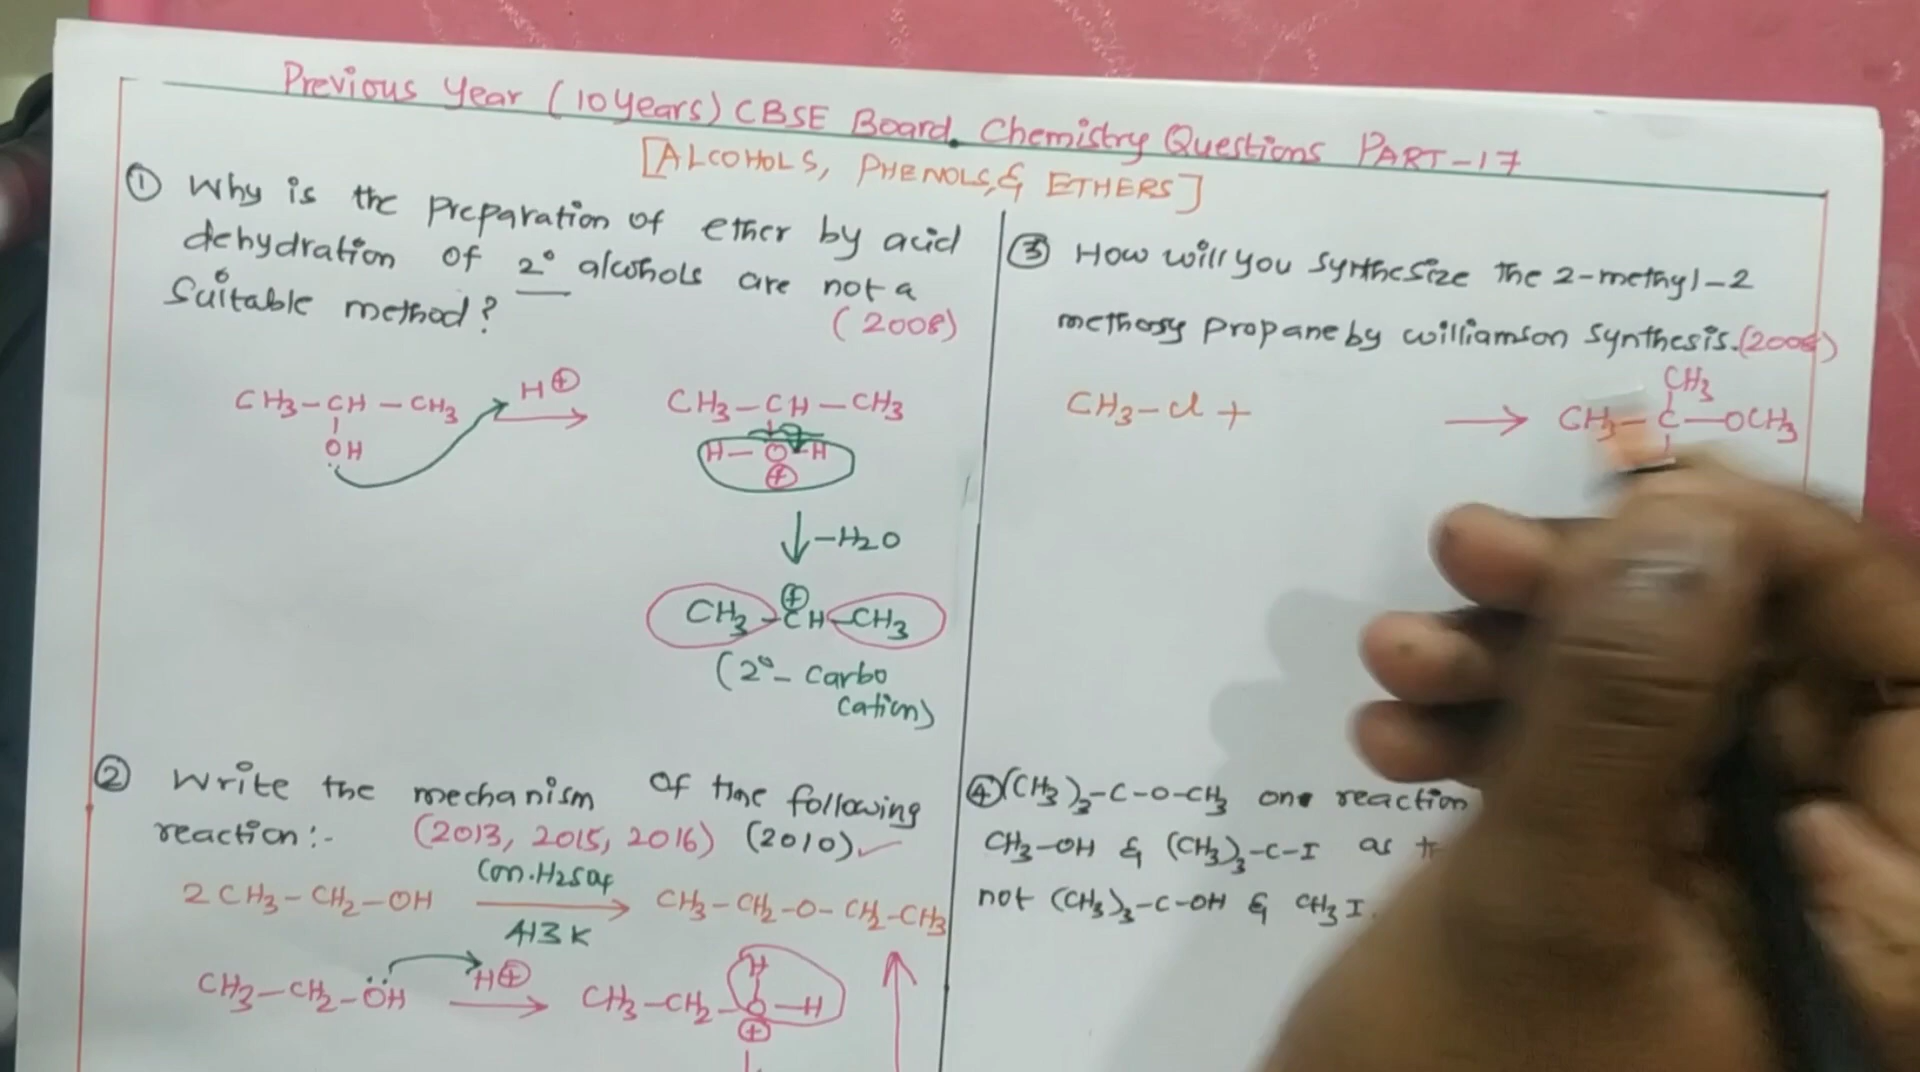 Previous Year (10 Years) CBSE Board. Chemistry Questions PART-17
[ALCOHOLS, PHENOLS, & ETHERS]
① Why is the preparation of ether by acid
dehydration of 2° alcohols are not a
Suitable method? (2008)
CH3-CH-CH3 H⊕ CH3-CH-CH3
OH H-O-H
⊕
-H2O
CH3-CH-CH3
⊕
(2°- Carbo
Cation)
② Write the mechanism of the following
reaction:- (2013, 2015, 2016) (2010)✓
Con.H2SO4
2CH3-CH2-OH → CH3-CH2-O-CH2-CH3
413 K
CH3-CH2-ÖH H⊕ → CH3-CH2-O-H
H
⊕
③ How will you synthesize the 2-methyl-2
methoxy propane by williamson synthesis.
CH3
CH3-Cl + → CH3-C-OCH3
④ (CH3)3-C-O-CH3 one reaction
CH3-OH & (CH3)3-C-I as
not (CH3)3-C-OH & CH3I.